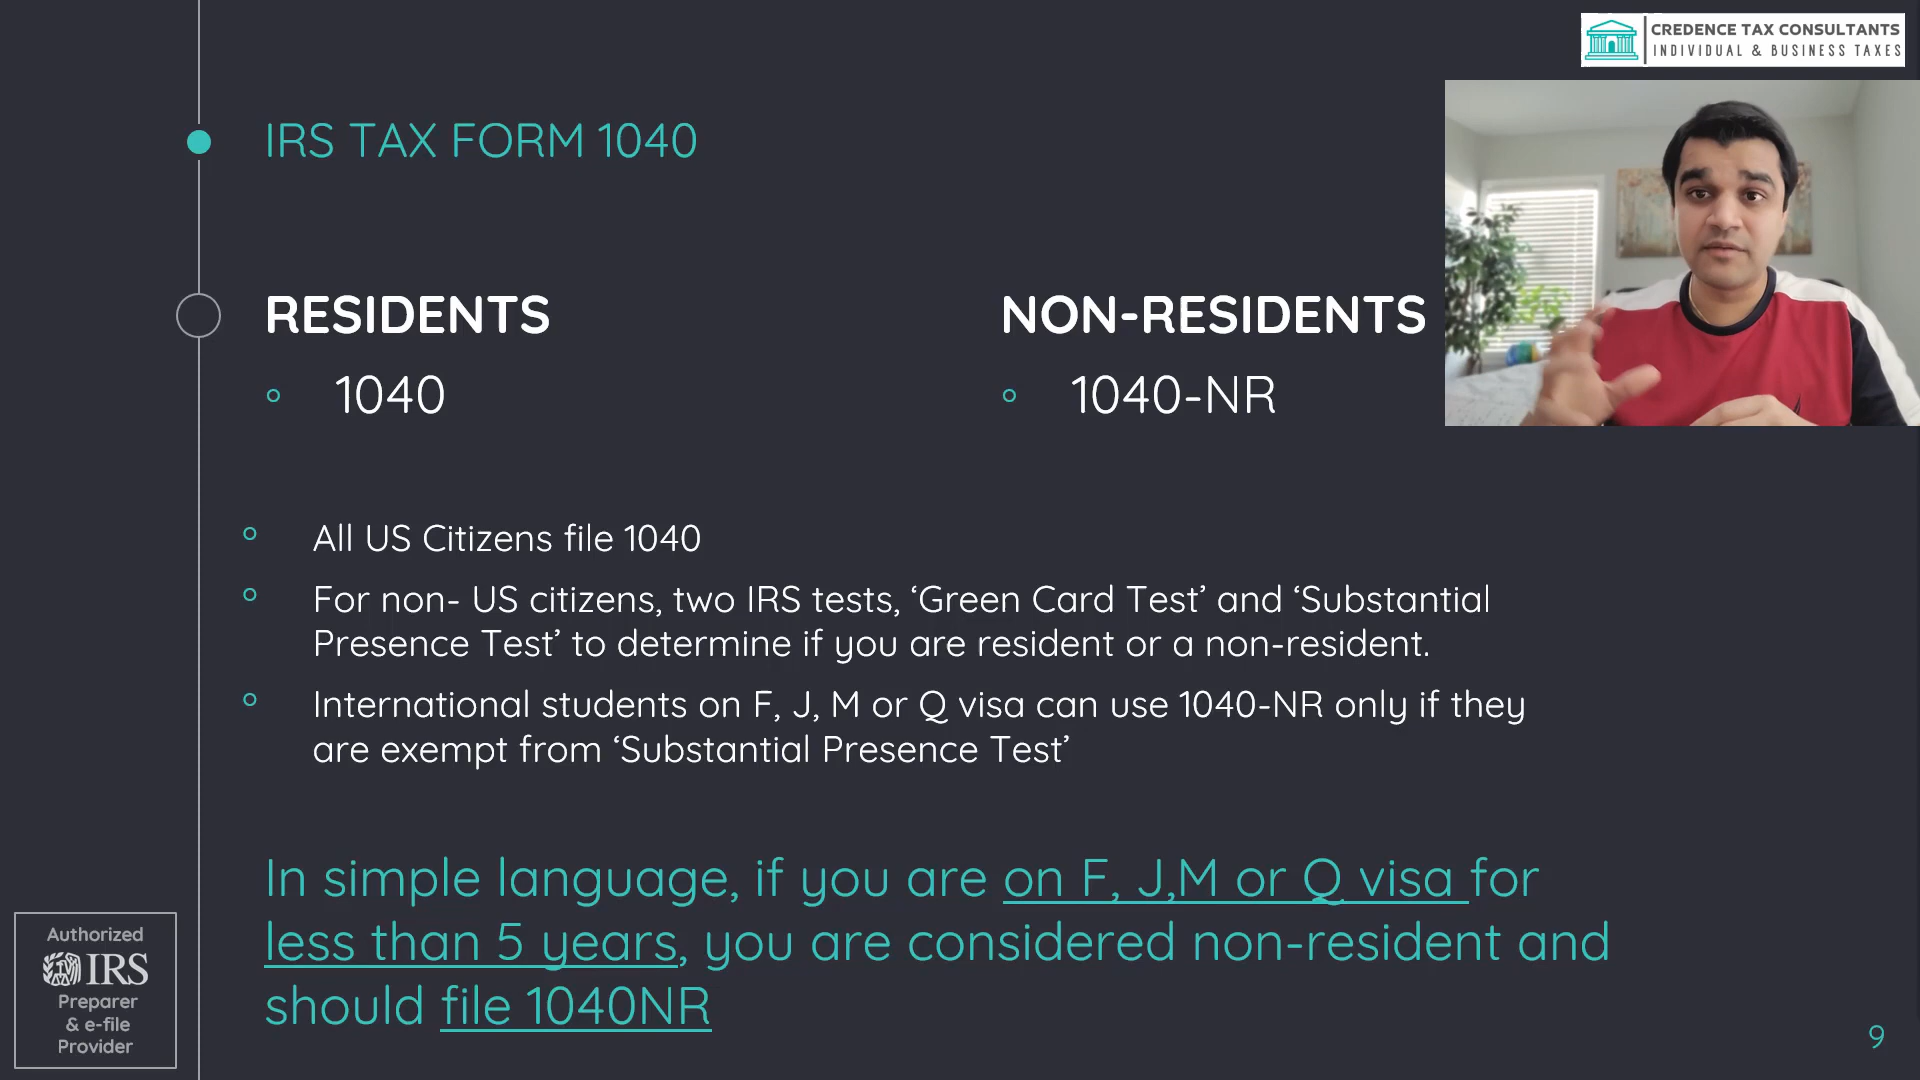 CREDENCE TAX CONSULTANTS
INDIVIDUAL & BUSINESS TAXES
IRS TAX FORM 1040
RESIDENTS
1040
NON-RESIDENTS
1040-NR
All US Citizens file 1040
For non- US citizens, two IRS tests, ‘Green Card Test’ and ‘Substantial
Presence Test’ to determine if you are resident or a non-resident.
International students on F, J, M or Q visa can use 1040-NR only if they
are exempt from ‘Substantial Presence Test’
In simple language, if you are on F, J,M or Q visa for
less than 5 years, you are considered non-resident and
should file 1040NR
Authorized
IRS
Preparer
& e-file
Provider
9